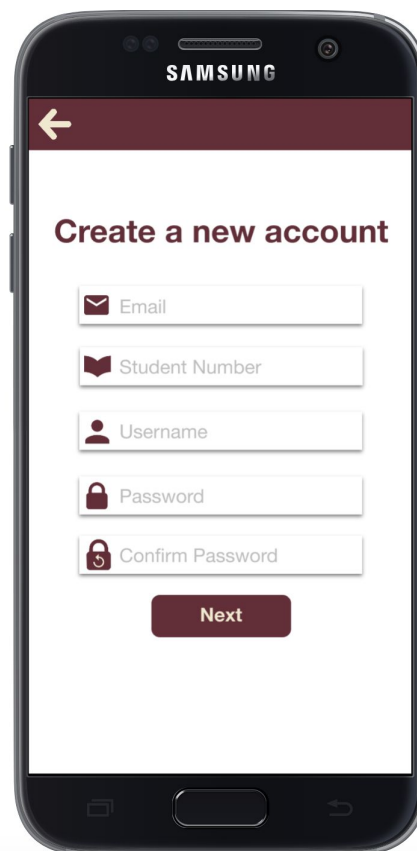 SAMSUNG
Create a new account
Email
Student Number
Username
Password
Confirm Password
Next